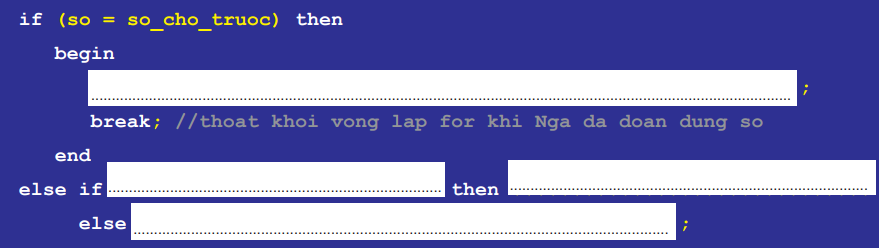 if (so = so_cho_truoc) then
begin
........................................ ;
break; //thoat khoi vong lap for khi Nga da doan dung so
end
else if ........................................ then ........................................
else ........................................ ;